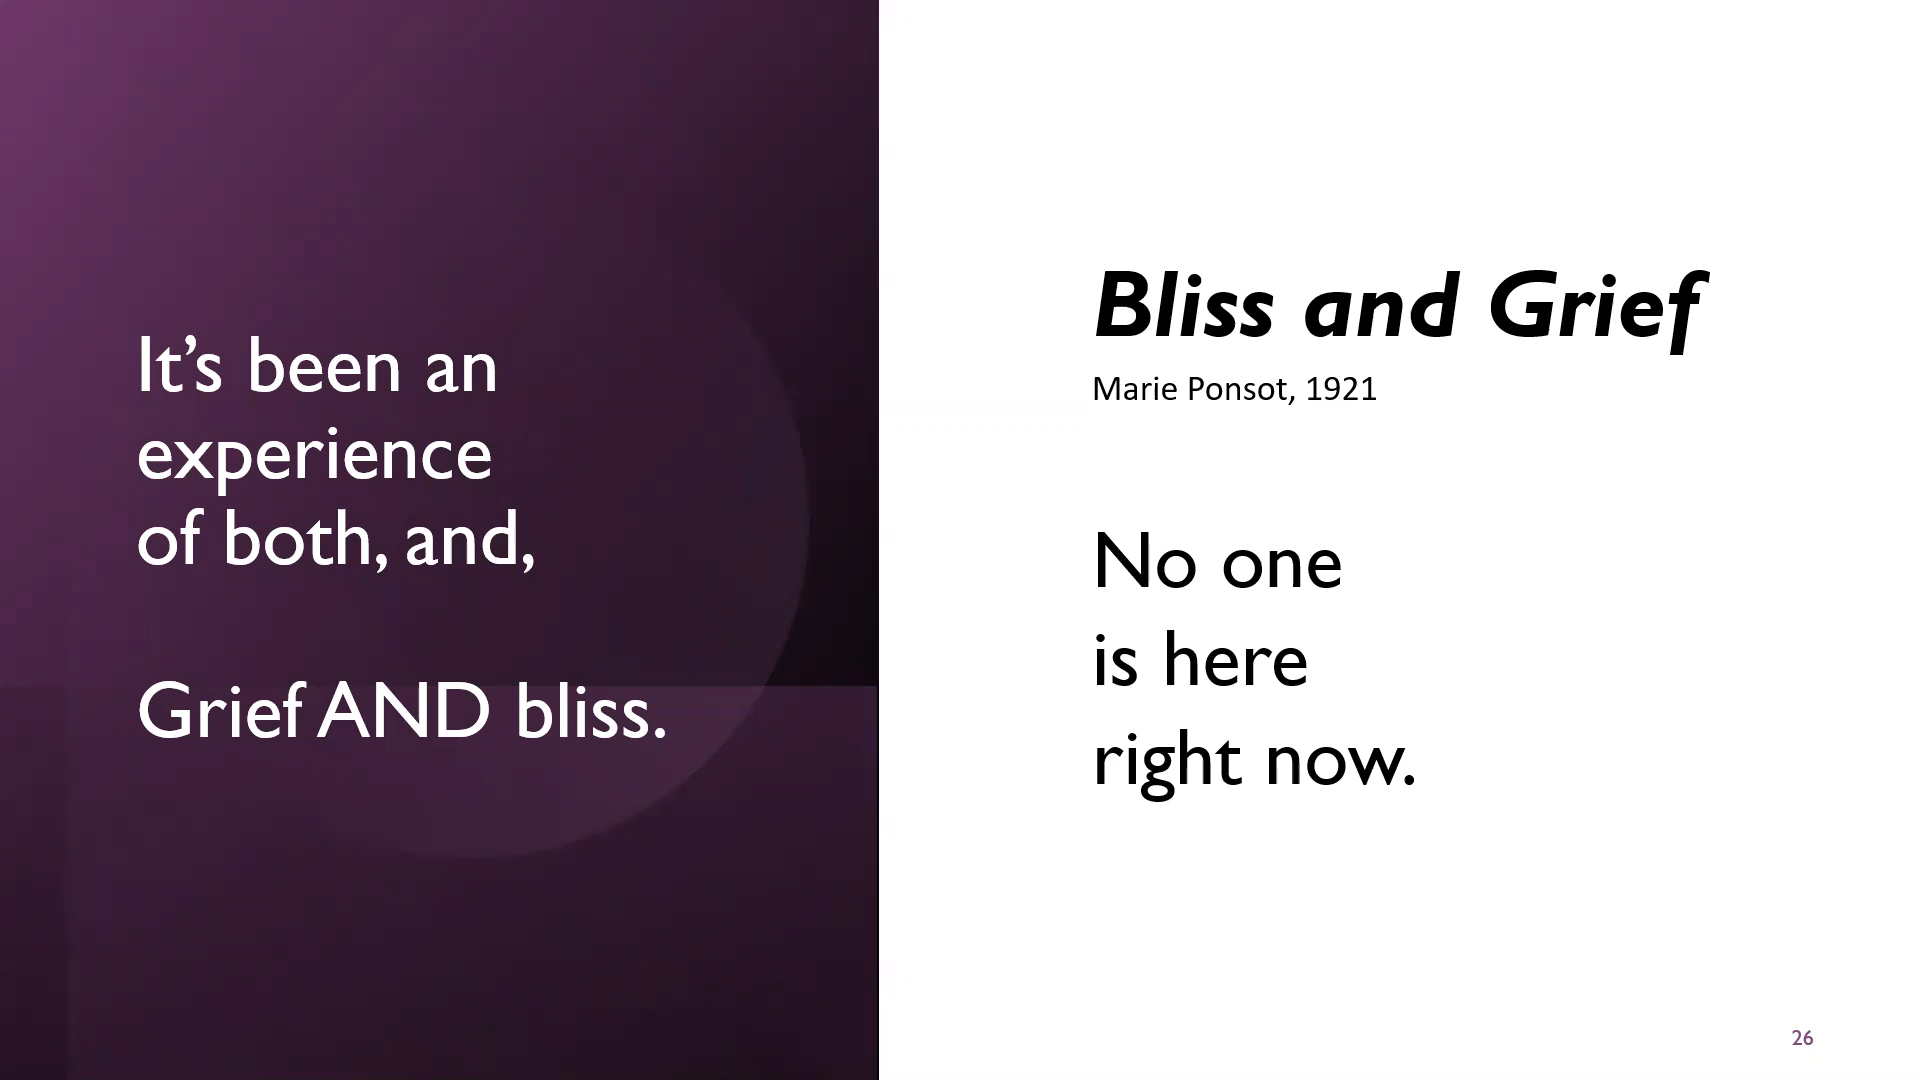 It’s been an
experience
of both, and,
Grief AND bliss.
Bliss and Grief
Marie Ponsot, 1921
No one
is here
right now.
26